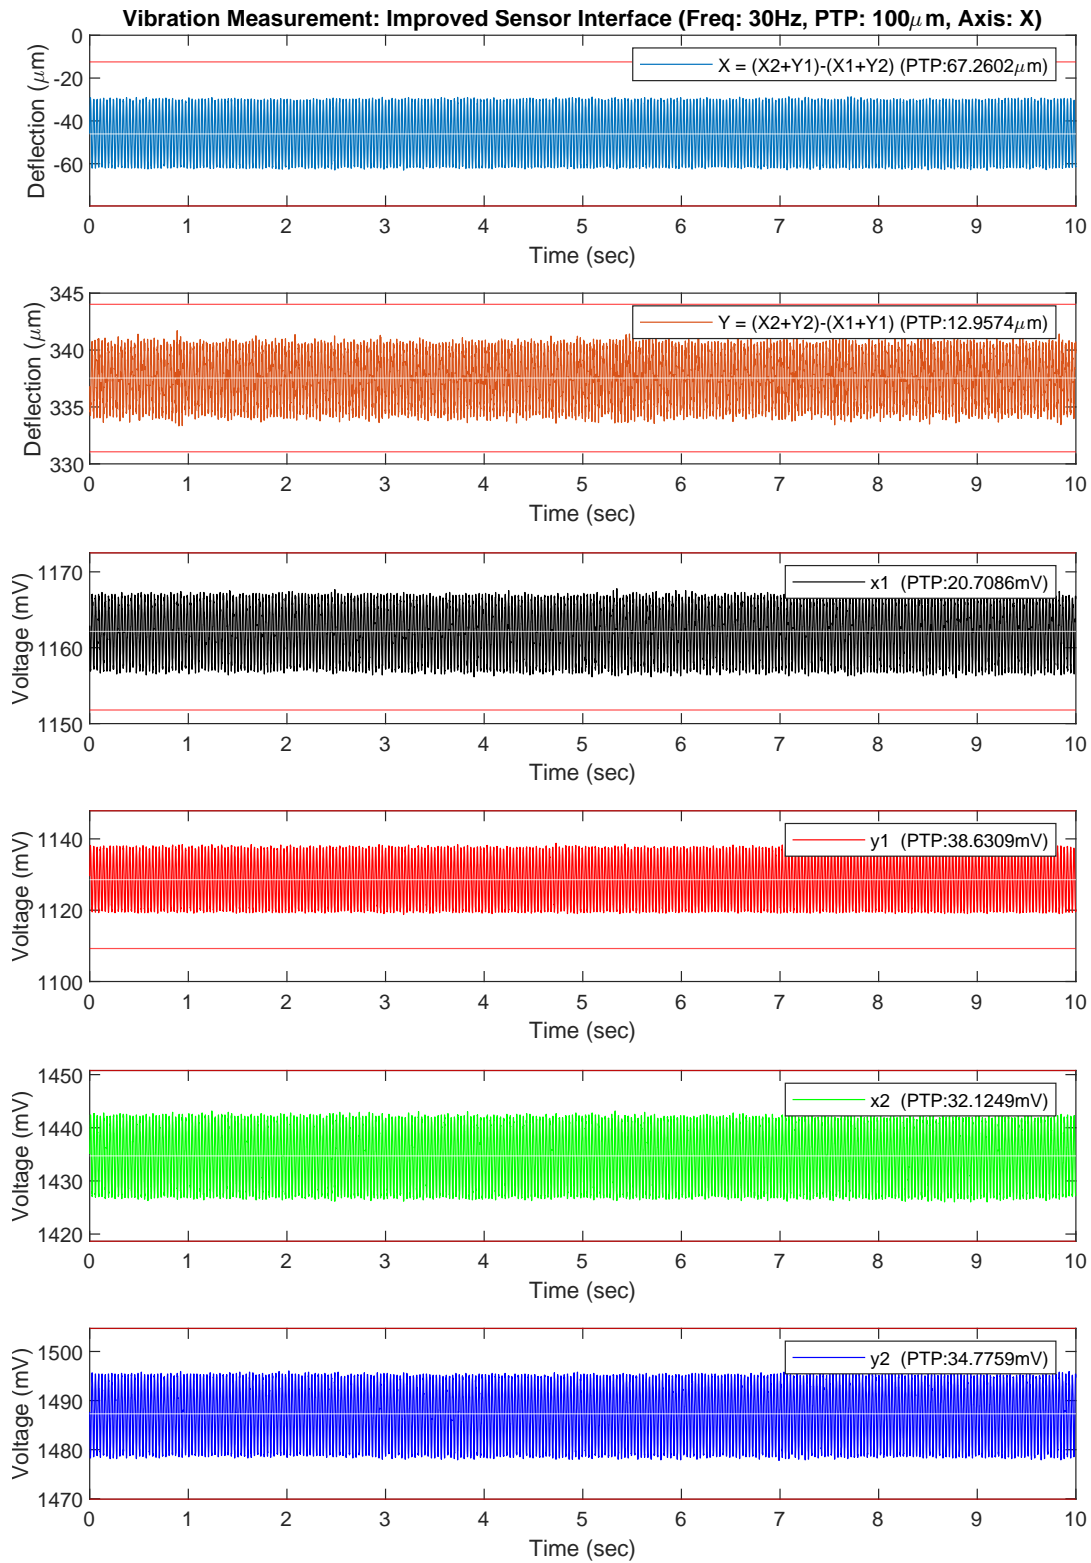 Vibration Measurement: Improved Sensor Interface (Freq: 30Hz, PTP: 100μm, Axis: X)
0
-20
-40
-60
Deflection (μm)
X = (X2+Y1)-(X1+Y2) (PTP:67.2602μm)
0 1 2 3 4 5 6 7 8 9 10
Time (sec)
345
340
335
330
Deflection (μm)
Y = (X2+Y2)-(X1+Y1) (PTP:12.9574μm)
0 1 2 3 4 5 6 7 8 9 10
Time (sec)
1170
1160
1150
Voltage (mV)
x1 (PTP:20.7086mV)
0 1 2 3 4 5 6 7 8 9 10
Time (sec)
1140
1120
1100
Voltage (mV)
y1 (PTP:38.6309mV)
0 1 2 3 4 5 6 7 8 9 10
Time (sec)
1450
1440
1430
1420
Voltage (mV)
x2 (PTP:32.1249mV)
0 1 2 3 4 5 6 7 8 9 10
Time (sec)
1500
1490
1480
1470
Voltage (mV)
y2 (PTP:34.7759mV)
0 1 2 3 4 5 6 7 8 9 10
Time (sec)